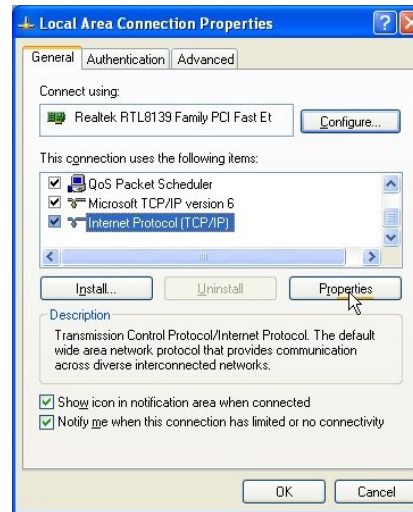 Local Area Connection Properties
General Authentication Advanced
Connect using:
Realtek RTL8139 Family PCI Fast Et
Configure...
This connection uses the following items:
QoS Packet Scheduler
Microsoft TCP/IP version 6
Internet Protocol (TCP/IP)
Install... Uninstall Properties
Description
Transmission Control Protocol/Internet Protocol. The default
wide area network protocol that provides communication
across diverse interconnected networks.
Show icon in notification area when connected
Notify me when this connection has limited or no connectivity
OK Cancel